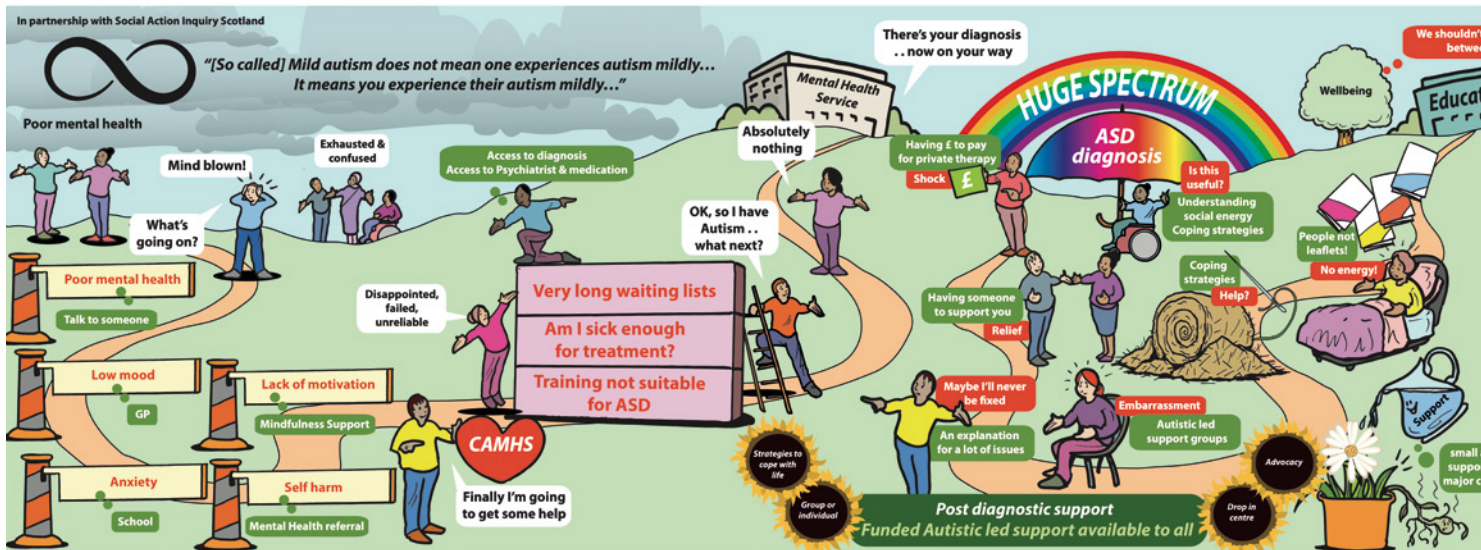 In partnership with Social Action Inquiry Scotland
“[So called] Mild autism does not mean one experiences autism mildly...
It means you experience their autism mildly...”
Poor mental health
Mind blown!
What's
going on?
Exhausted &
confused
Access to diagnosis
Access to Psychiatrist & medication
Poor mental health
Talk to someone
Low mood
GP
Lack of motivation
Mindfulness Support
Anxiety
School
Self harm
Mental Health referral
Disappointed,
failed,
unreliable
CAMHS
Finally I'm going
to get some help
Very long waiting lists
Am I sick enough
for treatment?
Training not suitable
for ASD
OK, so I have
Autism . .
what next?
Absolutely
nothing
Mental Health
Service
There's your diagnosis
. . now on your way
HUGE SPECTRUM
ASD
diagnosis
Having £ to pay
for private therapy
Shock
£
Is this
useful?
Understanding
social energy
Coping strategies
Having someone
to support you
Relief
Coping
strategies
Help?
Wellbeing
We shouldn't
betwee
Educat
People not
leaflets!
No energy!
Maybe I'll never
be fixed
An explanation
for a lot of issues
Embarrassment
Autistic led
support groups
Strategies to
cope with
life
Group or
individual
Post diagnostic support
Funded Autistic led support available to all
Advocacy
Drop in
centre
Support
small
suppo
major c